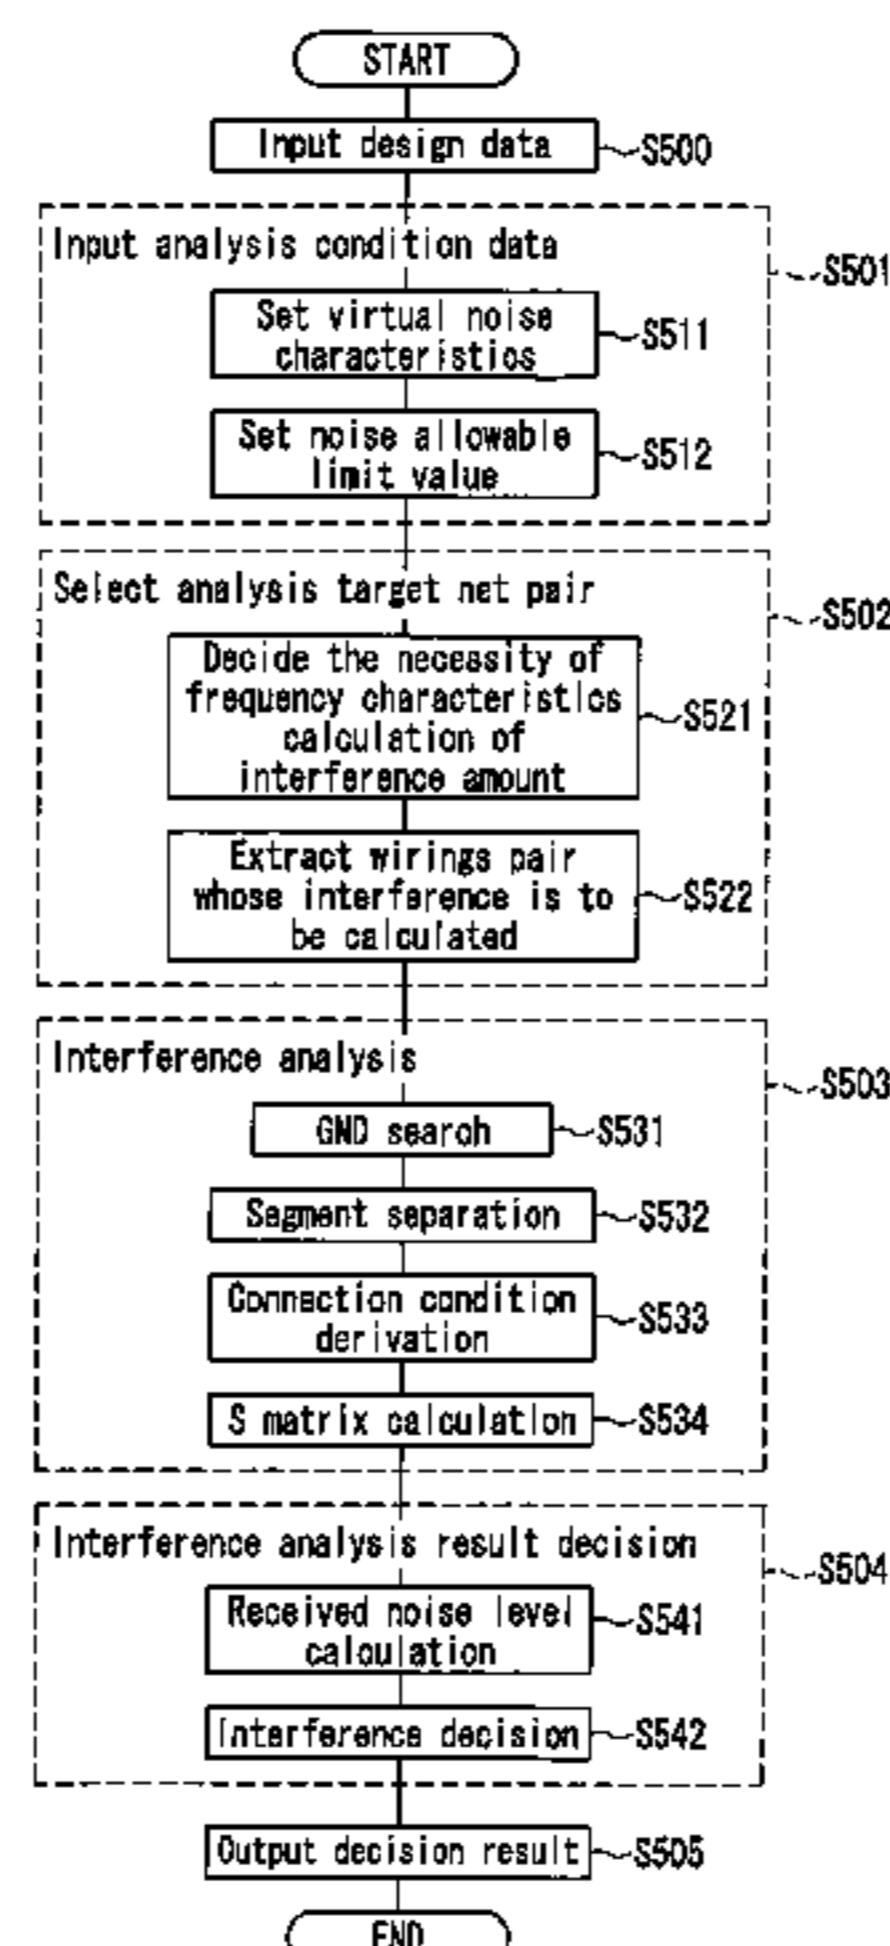 START
Input design data
S500
Input analysis condition data
S501
Set virtual noise
characteristics
S511
Set noise allowable
limit value
S512
Select analysis target net pair
S502
Decide the necessity of
frequency characteristics
calculation of
interference amount
S521
Extract wirings pair
whose interference is to
be calculated
S522
Interference analysis
S503
GND search
S531
Segment separation
S532
Connection condition
derivation
S533
S matrix calculation
S534
Interference analysis result decision
S504
Received noise level
calculation
S541
Interference decision
S542
Output decision result
S505
END